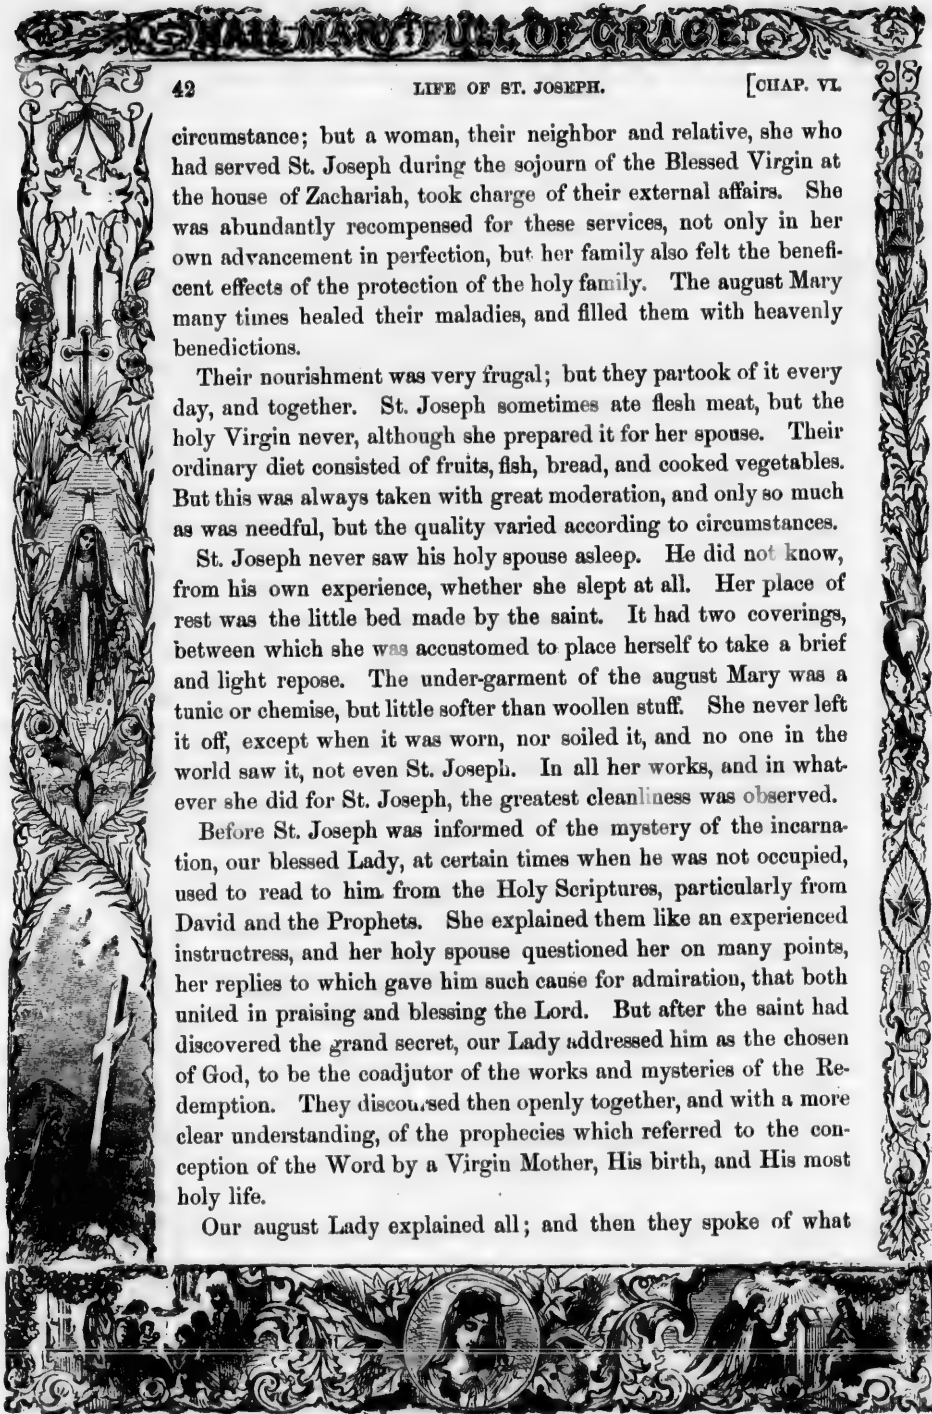 HAIL MARY! FULL OF GRACE
42 LIFE OF ST. JOSEPH. [CHAP. VI.
circumstance; but a woman, their neighbor and relative, she who
had served St. Joseph during the sojourn of the Blessed Virgin at
the house of Zachariah, took charge of their external affairs. She
was abundantly recompensed for these services, not only in her
own advancement in perfection, but her family also felt the benefi-
cent effects of the protection of the holy family. The august Mary
many times healed their maladies, and filled them with heavenly
benedictions.
Their nourishment was very frugal; but they partook of it every
day, and together. St. Joseph sometimes ate flesh meat, but the
holy Virgin never, although she prepared it for her spouse. Their
ordinary diet consisted of fruits, fish, bread, and cooked vegetables.
But this was always taken with great moderation, and only so much
as was needful, but the quality varied according to circumstances.
St. Joseph never saw his holy spouse asleep. He did not know,
from his own experience, whether she slept at all. Her place of
rest was the little bed made by the saint. It had two coverings,
between which she was accustomed to place herself to take a brief
and light repose. The under-garment of the august Mary was a
tunic or chemise, but little softer than woollen stuff. She never left
it off, except when it was worn, nor soiled it, and no one in the
world saw it, not even St. Joseph. In all her works, and in what-
ever she did for St. Joseph, the greatest cleanliness was observed.
Before St. Joseph was informed of the mystery of the incarna-
tion, our blessed Lady, at certain times when he was not occupied,
used to read to him from the Holy Scriptures, particularly from
David and the Prophets. She explained them like an experienced
instructress, and her holy spouse questioned her on many points,
her replies to which gave him such cause for admiration, that both
united in praising and blessing the Lord. But after the saint had
discovered the grand secret, our Lady addressed him as the chosen
of God, to be the coadjutor of the works and mysteries of the Re-
demption. They discoursed then openly together, and with a more
clear understanding, of the prophecies which referred to the con-
ception of the Word by a Virgin Mother, His birth, and His most
holy life.
Our august Lady explained all; and then they spoke of what